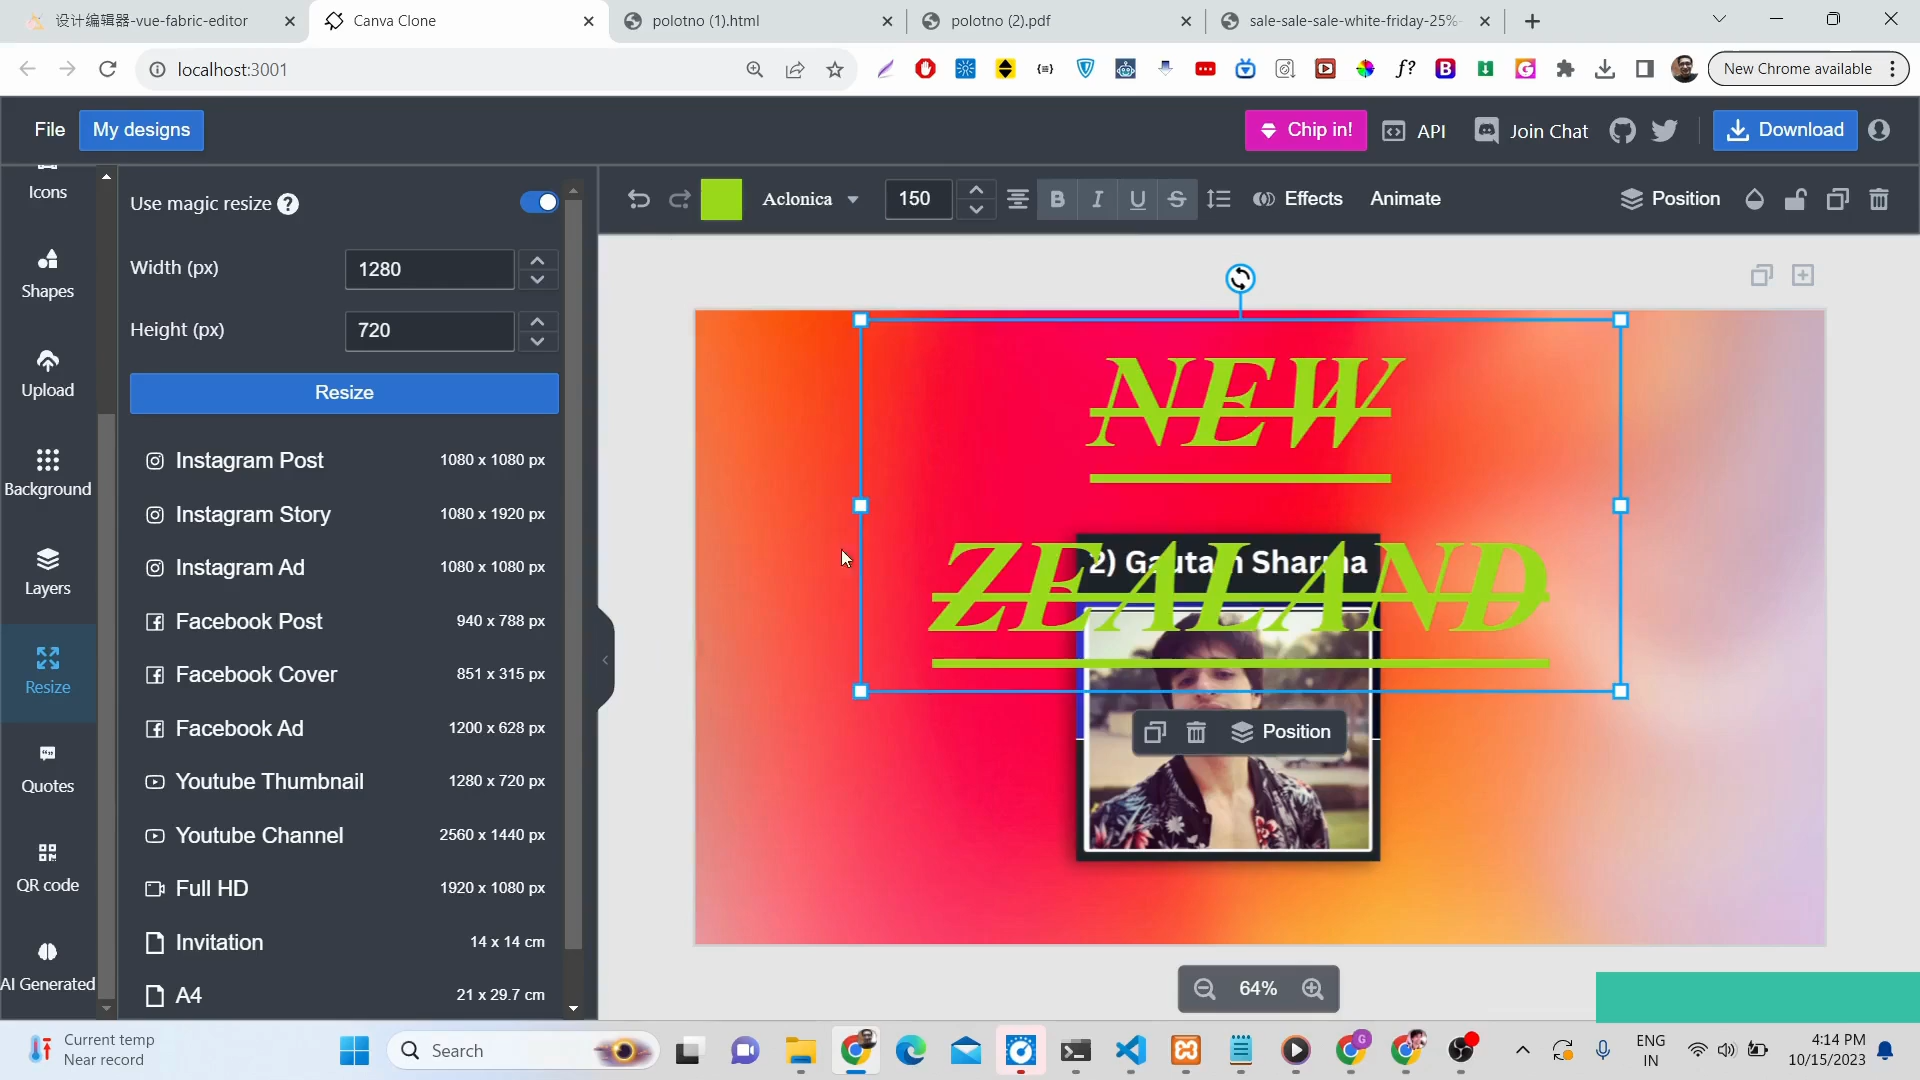 设计编辑器-vue-fabric-editor
Canva Clone
polotno (1).html
polotno (2).pdf
sale-sale-sale-white-friday-25%-
localhost:3001
New Chrome available
File
My designs
Chip in!
API
Join Chat
Download
Icons
Shapes
Upload
Background
Layers
Resize
Quotes
QR code
AI Generated
Use magic resize
Width (px)
1280
Height (px)
720
Resize
Instagram Post 1080 x 1080 px
Instagram Story 1080 x 1920 px
Instagram Ad 1080 x 1080 px
Facebook Post 940 x 788 px
Facebook Cover 851 x 315 px
Facebook Ad 1200 x 628 px
Youtube Thumbnail 1280 x 720 px
Youtube Channel 2560 x 1440 px
Full HD 1920 x 1080 px
Invitation 14 x 14 cm
A4 21 x 29.7 cm
Aclonica
150
B I U S
Effects
Animate
Position
NEW
ZEALAND
2) Gautam Sharma
Position
64%
Current temp
Near record
Search
ENG
IN
4:14 PM
10/15/2023